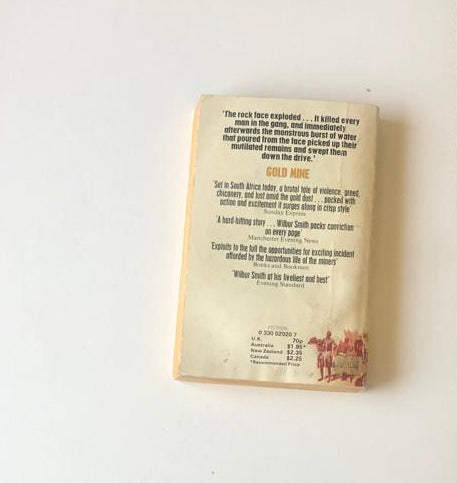 'The rock face exploded . . . It killed every
man in the gang, and immediately
afterwards the monstrous burst of water
that poured from the face picked up their
mutilated remains and swept them
down the drive.'
GOLD MINE
'Set in South Africa today, a brutal tale of violence, greed,
chicanery, and lust amid the gold dust . . . packed with
action and excitement it surges along in crisp style'
Sunday Express
'A hard-hitting story . . . Wilbur Smith packs conviction
on every page'
Manchester Evening News
'Exploits to the full the opportunities for exciting incident
afforded by the hazardous life of the miners'
Books and Bookmen
'Wilbur Smith at his liveliest and best'
Evening Standard
FICTION
0 330 02920 7
U.K. 70p
Australia $1.95*
New Zealand $2.35
Canada $2.25
*Recommended Price